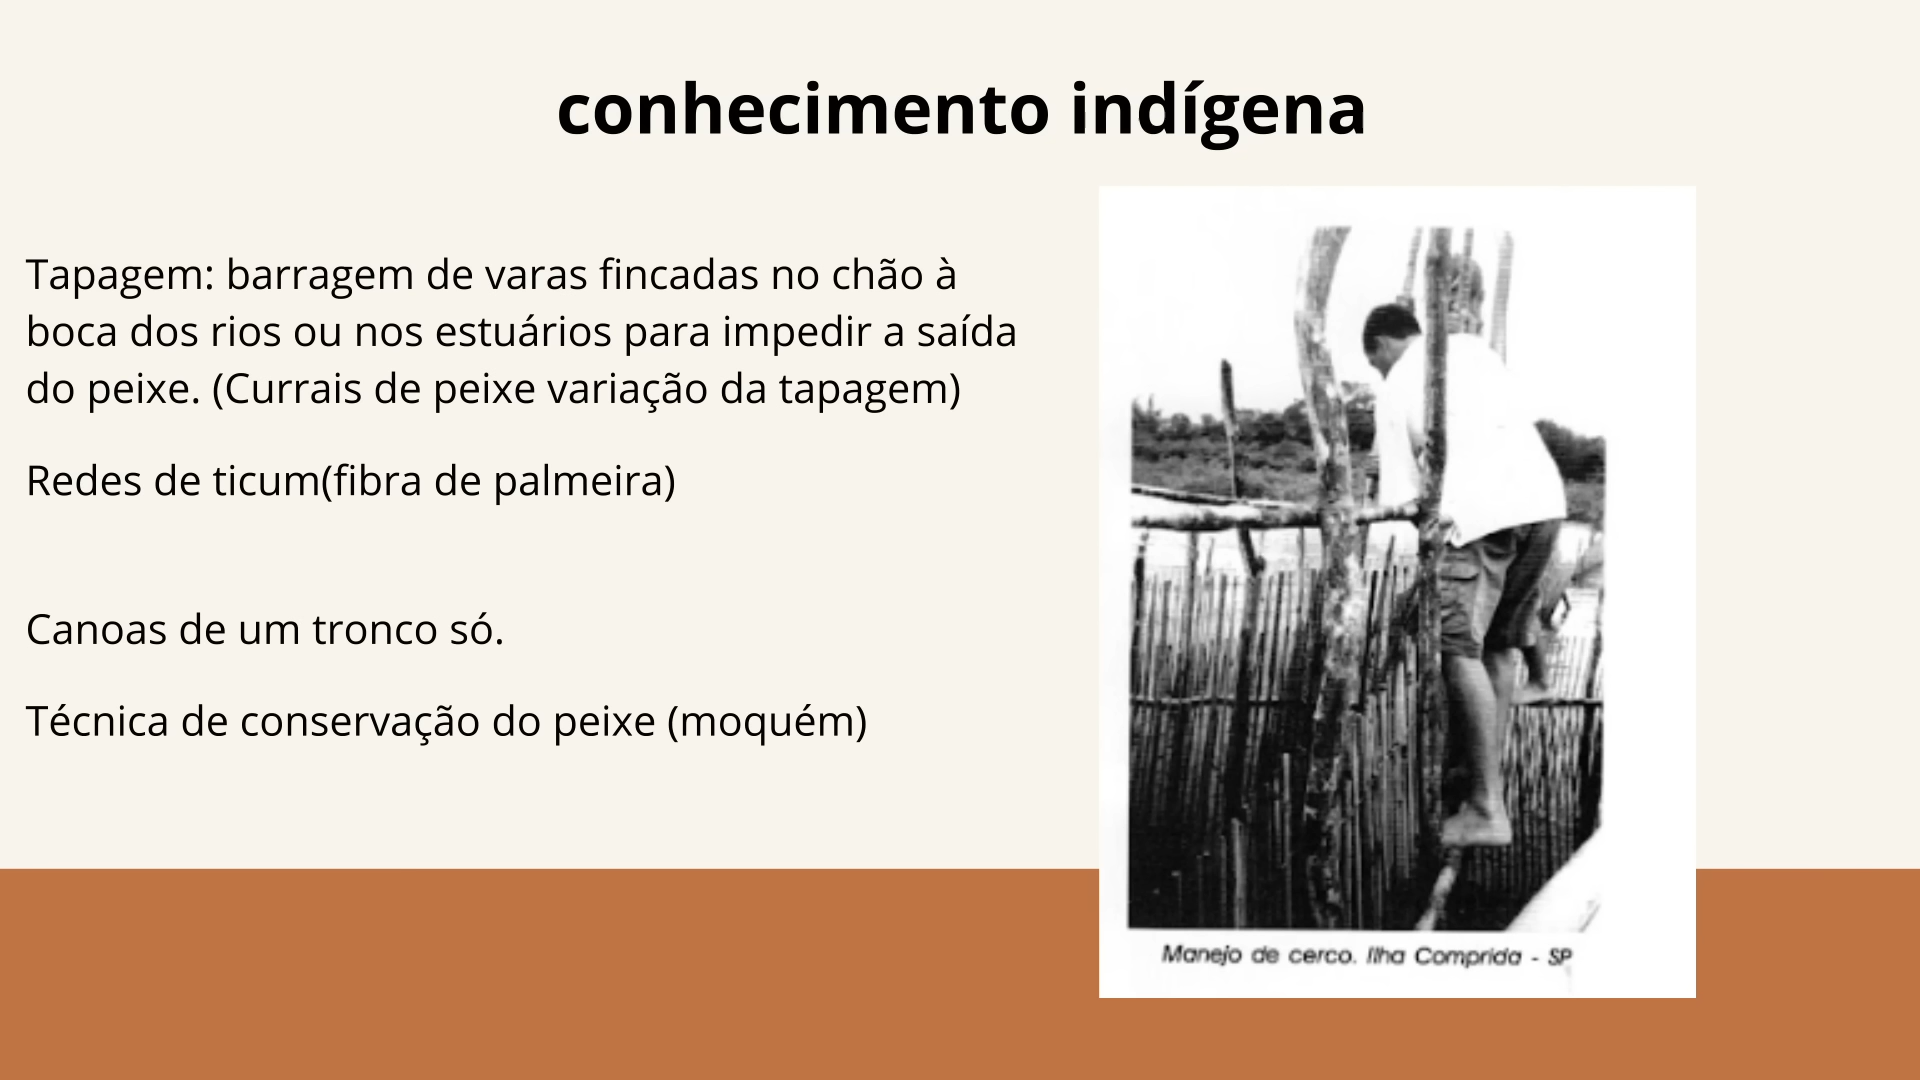 conhecimento indígena
Tapagem: barragem de varas fincadas no chão à
boca dos rios ou nos estuários para impedir a saída
do peixe. (Currais de peixe variação da tapagem)
Redes de ticum(fibra de palmeira)
Canoas de um tronco só.
Técnica de conservação do peixe (moquém)
Manejo de cerco. Ilha Comprida - SP